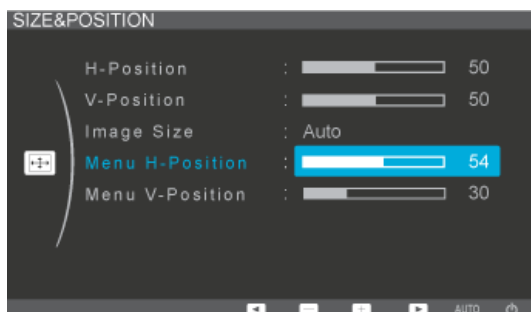 SIZE&POSITION
H-Position : 50
V-Position : 50
Image Size : Auto
Menu H-Position : 54
Menu V-Position : 30
AUTO